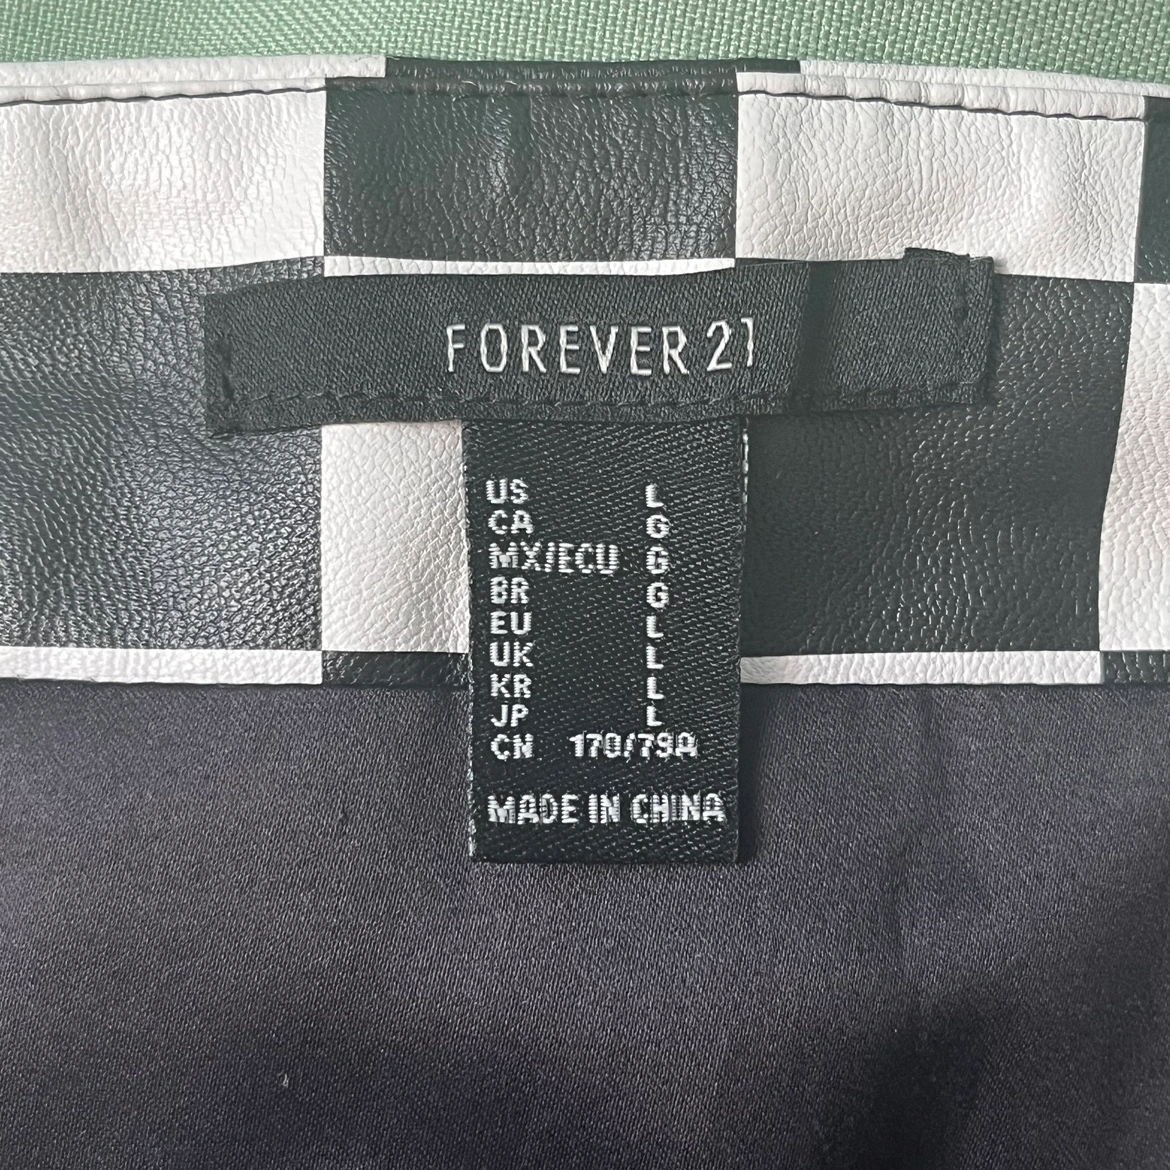 FOREVER 21
US L
CA G
MX/ECU G
BR G
EU L
UK L
KR L
JP L
CN 170/79A
MADE IN CHINA